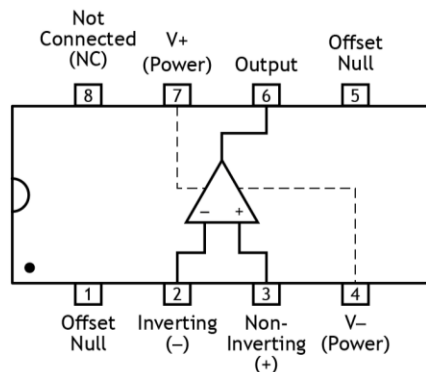 Not
Connected
(NC)
V+
(Power)
Output
Offset
Null
8
7
6
5
–
+
1
2
3
4
Offset
Null
Inverting
(–)
Non-
Inverting
(+)
V–
(Power)